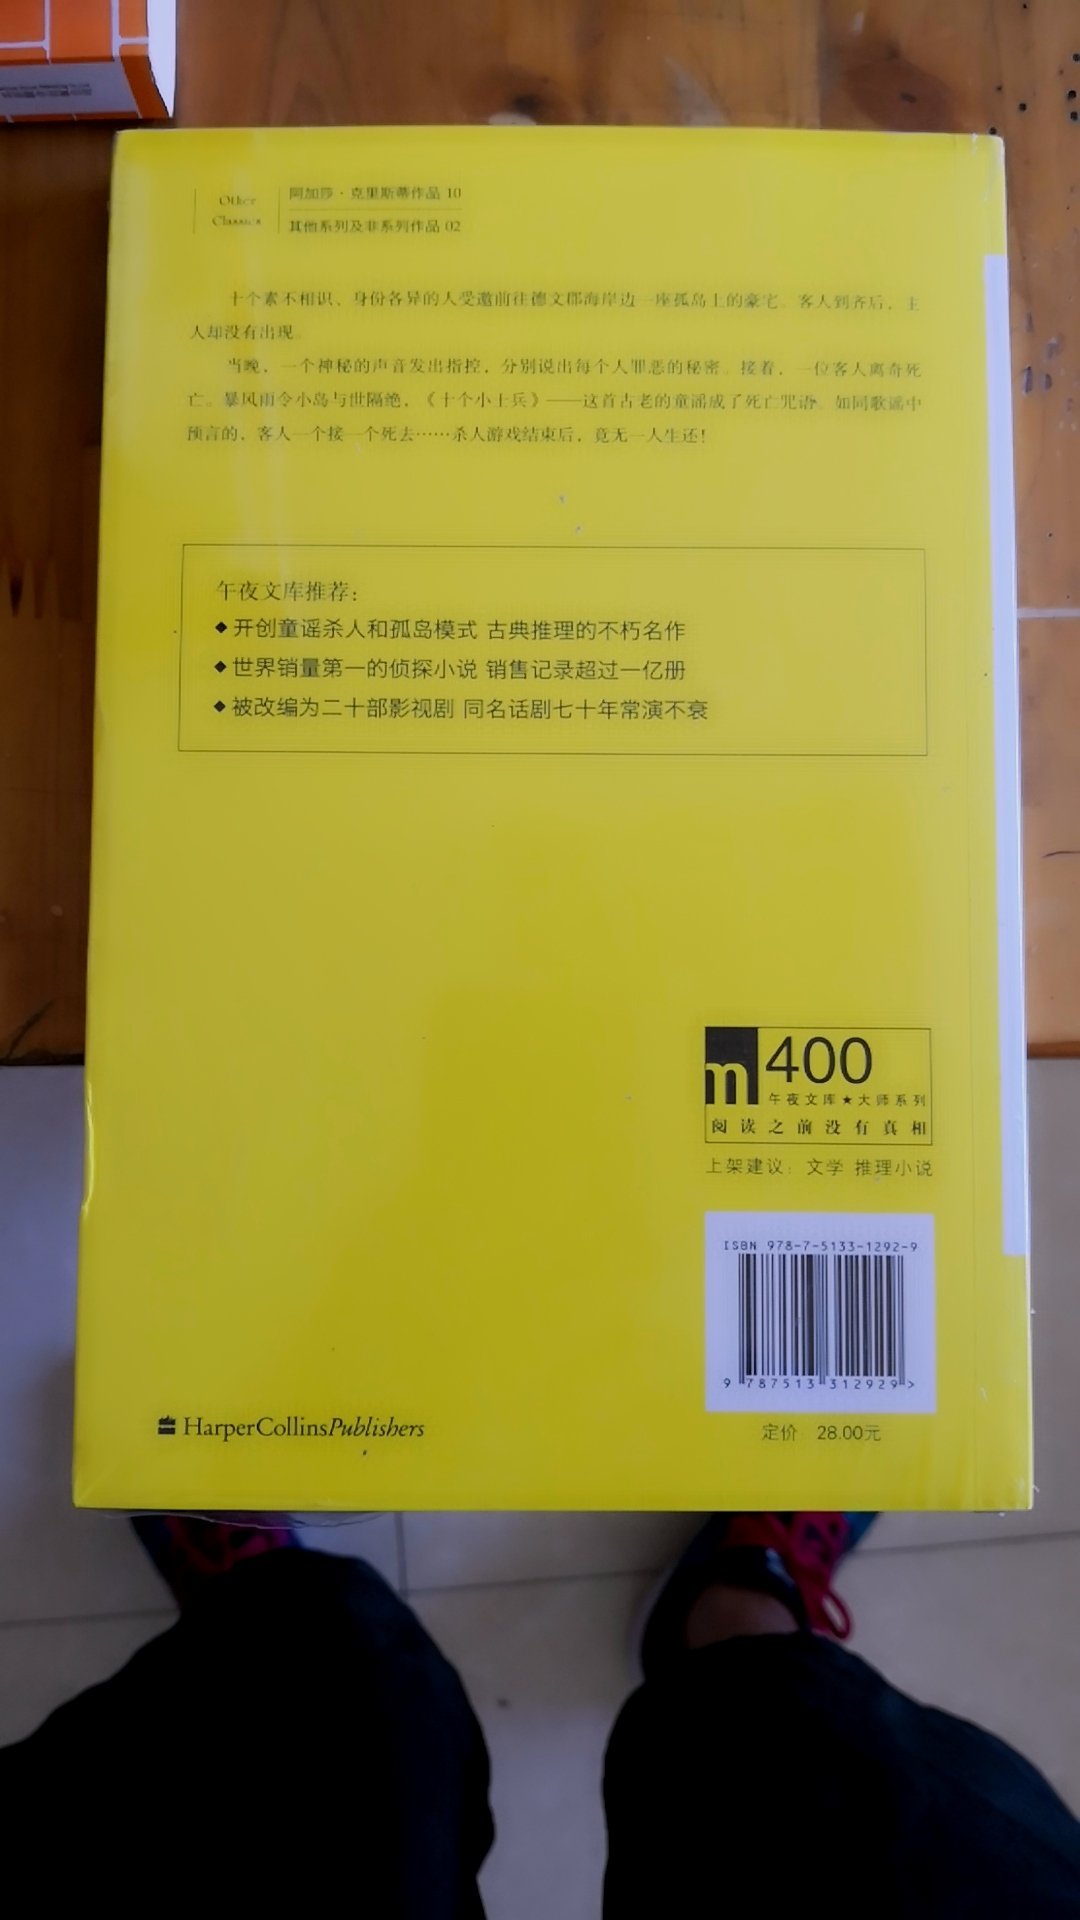 Other
Classics
阿加莎·克里斯蒂作品 10
其他系列及非系列作品 02
十个素不相识、身份各异的人受邀前往德文郡海岸边一座孤岛上的豪宅。客人到齐后，主
人却没有出现。
当晚，一个神秘的声音发出指控，分别说出每个人罪恶的秘密。接着，一位客人离奇死
亡。暴风雨令小岛与世隔绝，《十个小士兵》——这首古老的童谣成了死亡咒语。如同歌谣中
预言的，客人一个接一个死去……杀人游戏结束后，竟无一人生还！
午夜文库推荐：
◆开创童谣杀人和孤岛模式 古典推理的不朽名作
◆世界销量第一的侦探小说 销售记录超过一亿册
◆被改编为二十部影视剧 同名话剧七十年常演不衰
m 400
午夜文库★大师系列
阅读之前没有真相
上架建议：文学 推理小说
ISBN 978-7-5133-1292-9
9 787513 312929 >
HarperCollinsPublishers
定价 28.00元